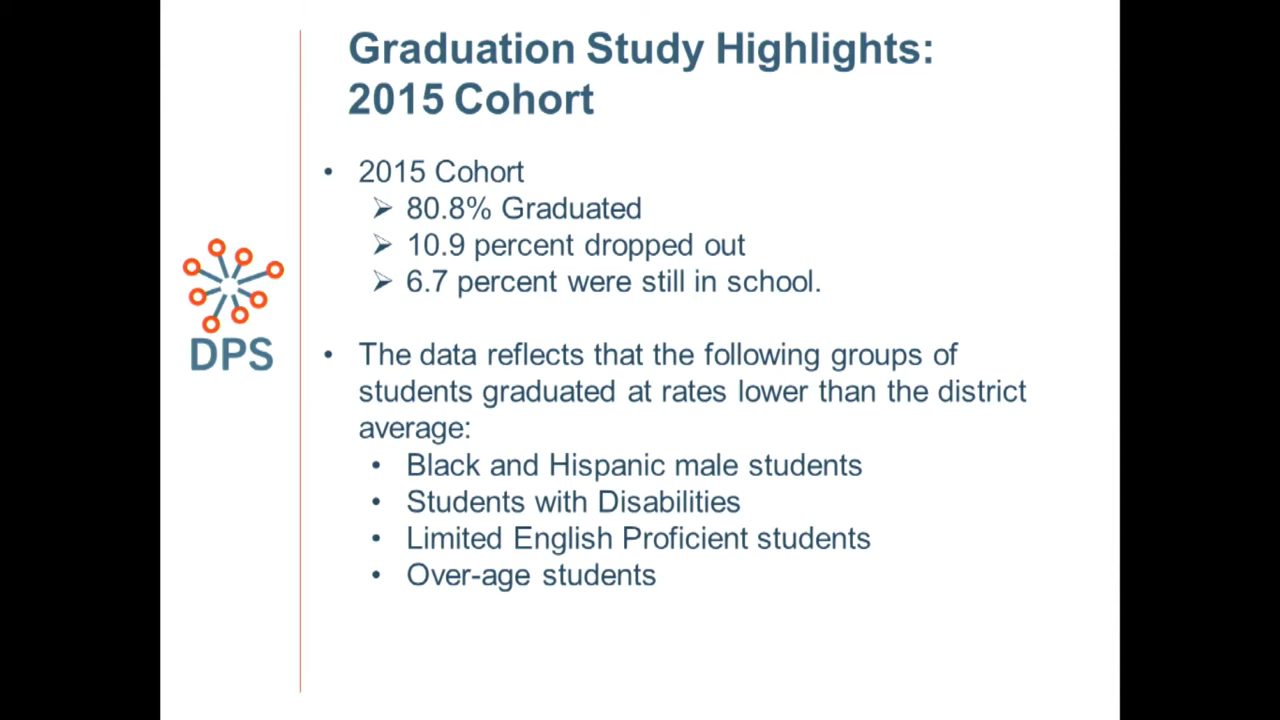 Graduation Study Highlights:
2015 Cohort
• 2015 Cohort
➢ 80.8% Graduated
➢ 10.9 percent dropped out
➢ 6.7 percent were still in school.
DPS
• The data reflects that the following groups of
students graduated at rates lower than the district
average:
• Black and Hispanic male students
• Students with Disabilities
• Limited English Proficient students
• Over-age students